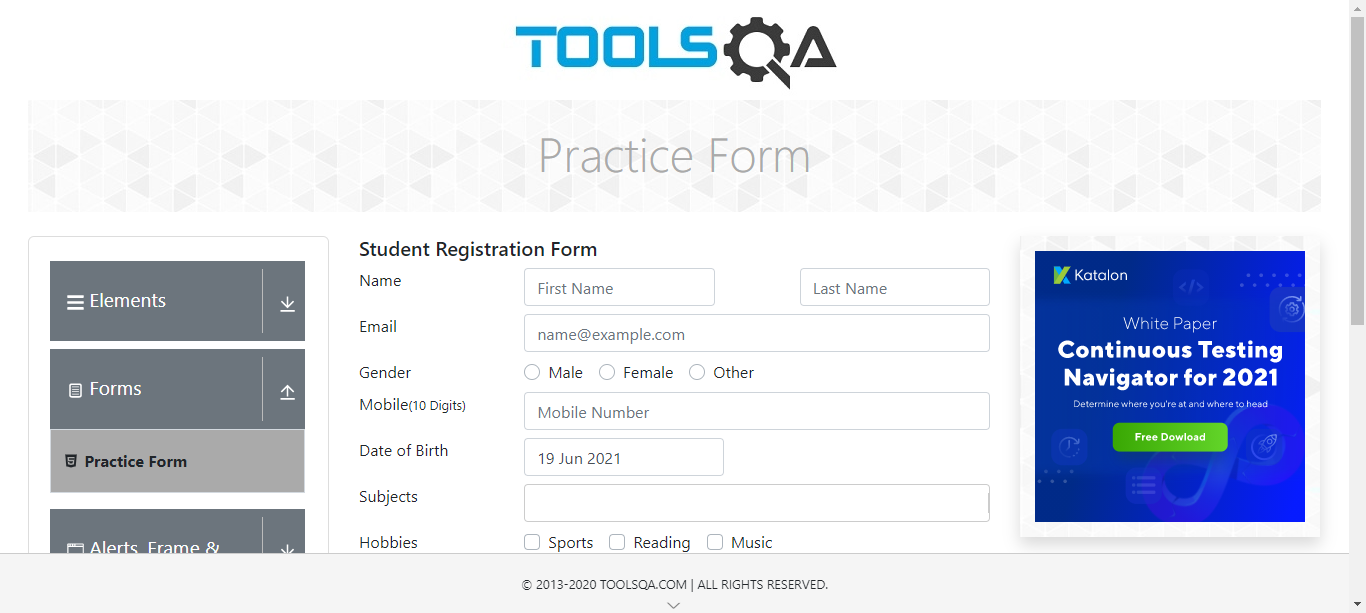 TOOLSQA
Practice Form
Elements
Forms
Practice Form
Alerts, Frame &
Student Registration Form
Name
First Name
Last Name
Email
name@example.com
Gender
Male
Female
Other
Mobile(10 Digits)
Mobile Number
Date of Birth
19 Jun 2021
Subjects
Hobbies
Sports
Reading
Music
Katalon
</>
White Paper
Continuous Testing
Navigator for 2021
Determine where you're at and where to head
Free Dowload
© 2013-2020 TOOLSQA.COM | ALL RIGHTS RESERVED.